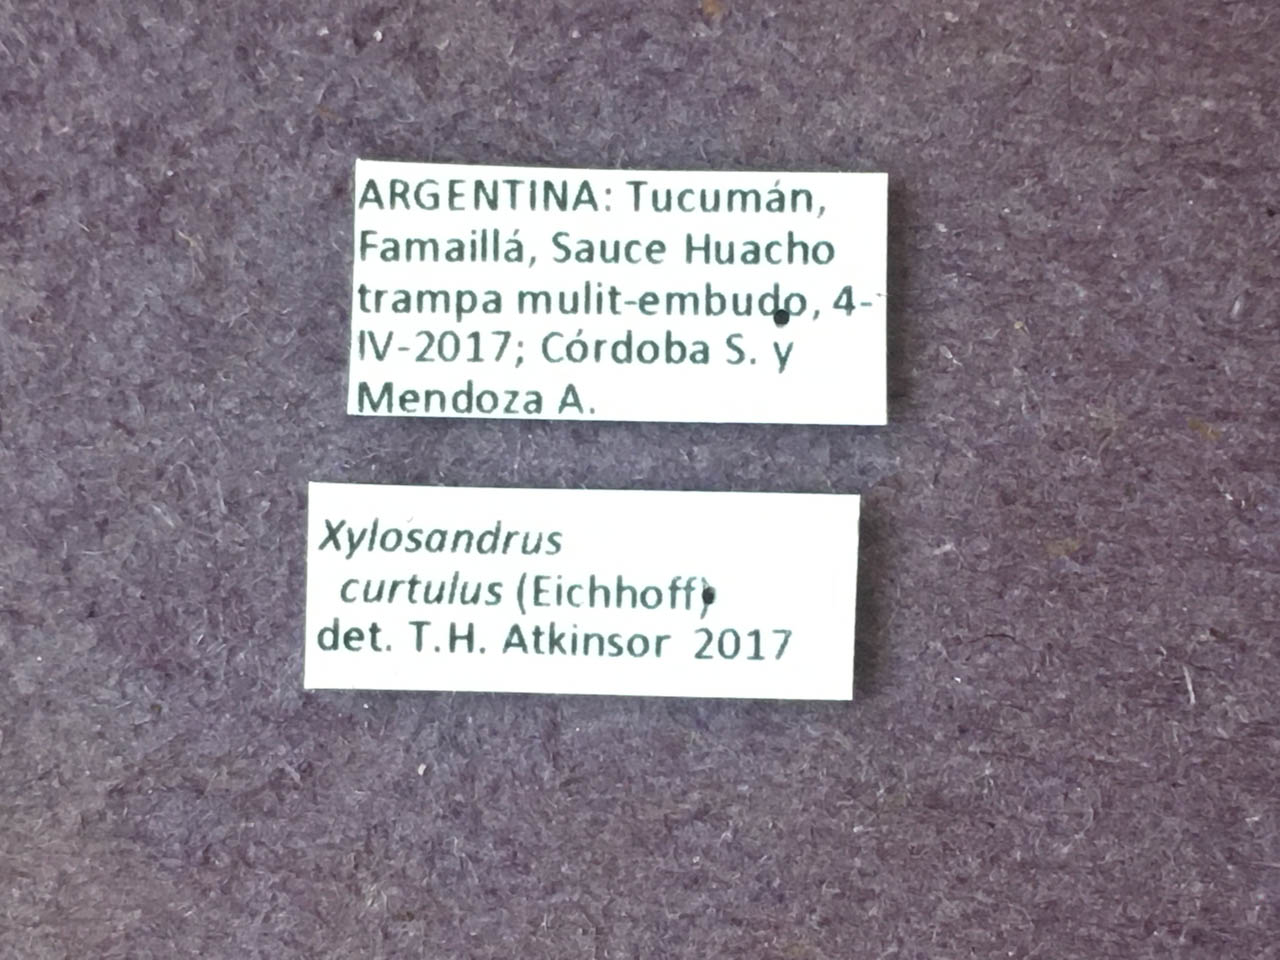 ARGENTINA: Tucumán,
Famaillá, Sauce Huacho
trampa mulit-embudo, 4-
IV-2017; Córdoba S. y
Mendoza A.
Xylosandrus
curtulus (Eichhoff)
det. T.H. Atkinsor 2017